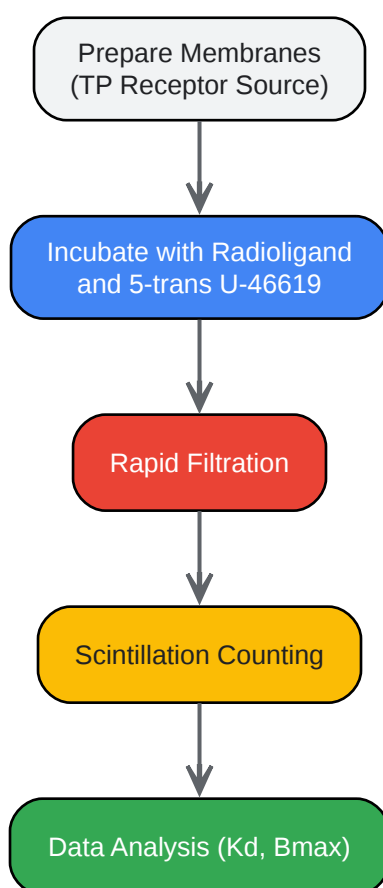 Prepare Membranes
(TP Receptor Source)
Incubate with Radioligand
and 5-trans U-46619
Rapid Filtration
Scintillation Counting
Data Analysis (Kd, Bmax)